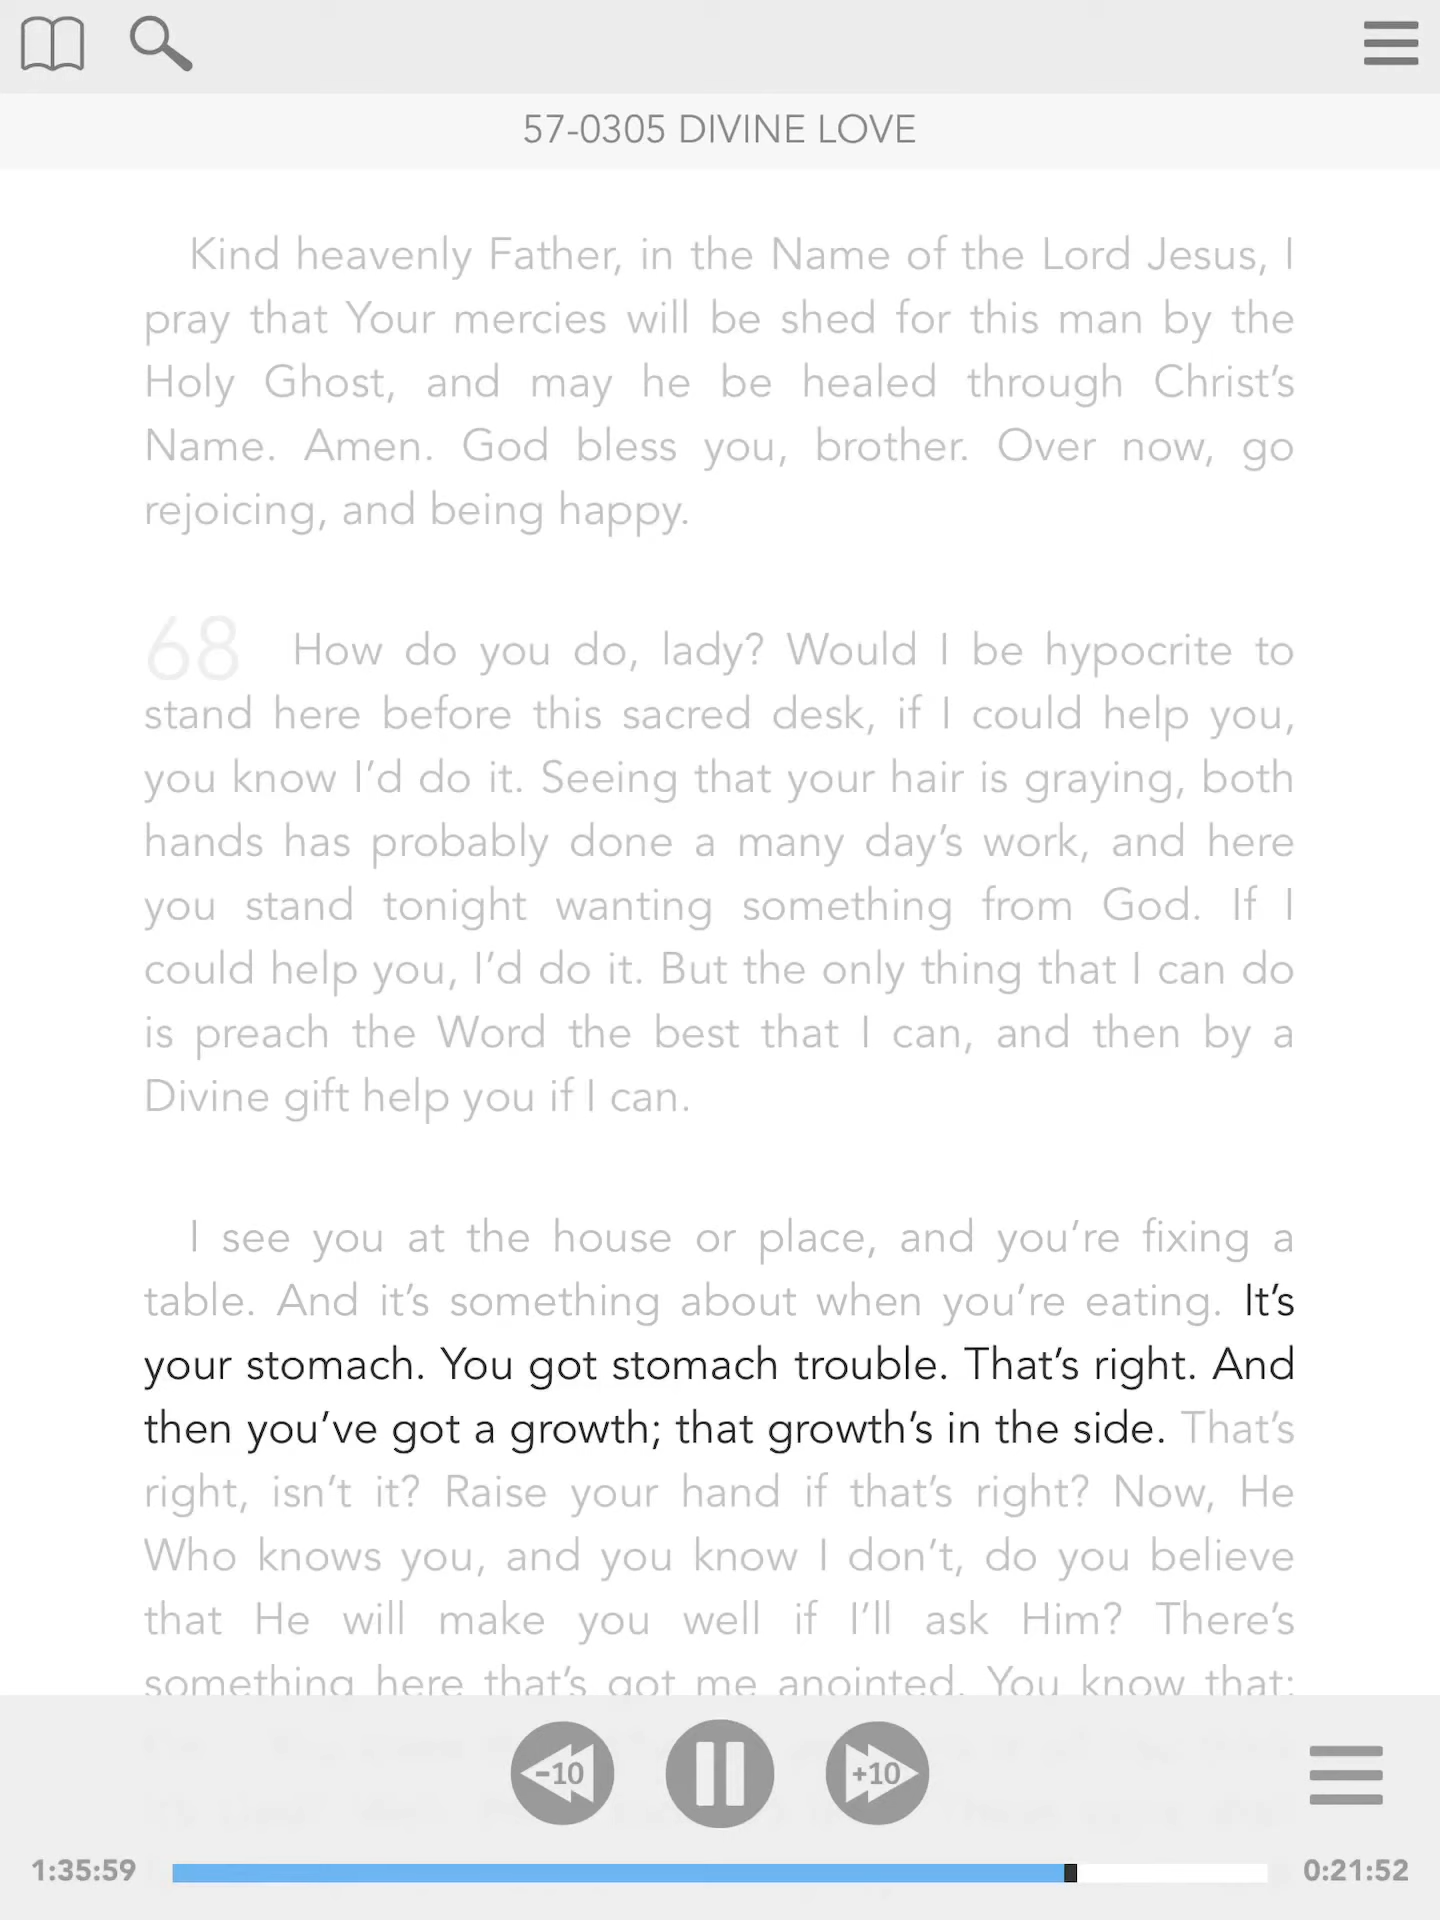 57-0305 DIVINE LOVE
Kind heavenly Father, in the Name of the Lord Jesus, I
pray that Your mercies will be shed for this man by the
Holy Ghost, and may he be healed through Christ’s
Name. Amen. God bless you, brother. Over now, go
rejoicing, and being happy.
68 How do you do, lady? Would I be hypocrite to
stand here before this sacred desk, if I could help you,
you know I’d do it. Seeing that your hair is graying, both
hands has probably done a many day’s work, and here
you stand tonight wanting something from God. If I
could help you, I’d do it. But the only thing that I can do
is preach the Word the best that I can, and then by a
Divine gift help you if I can.
I see you at the house or place, and you’re fixing a
table. And it’s something about when you’re eating. It’s
your stomach. You got stomach trouble. That’s right. And
then you’ve got a growth; that growth’s in the side. That’s
right, isn’t it? Raise your hand if that’s right? Now, He
Who knows you, and you know I don’t, do you believe
that He will make you well if I’ll ask Him? There’s
something here that’s got me anointed. You know that;
-10 +10
1:35:59 0:21:52